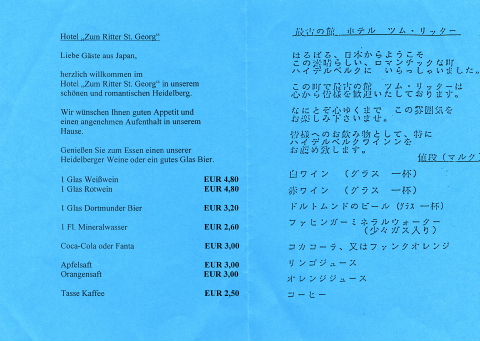 Hotel „Zum Ritter St. Georg“
Liebe Gäste aus Japan,
herzlich willkommen im
Hotel „Zum Ritter St. Georg“ in unserem
schönen und romantischen Heidelberg.
Wir wünschen Ihnen guten Appetit und
einen angenehmen Aufenthalt in unserem
Hause.
Genießen Sie zum Essen einen unserer
Heidelberger Weine oder ein gutes Glas Bier.
1 Glas Weißwein EUR 4,80
1 Glas Rotwein EUR 4,80
1 Glas Dortmunder Bier EUR 3,20
1 Fl. Mineralwasser EUR 2,60
Coca-Cola oder Fanta EUR 3,00
Apfelsaft EUR 3,00
Orangensaft EUR 3,00
Tasse Kaffee EUR 2,50
最古の館 ホテル ツム・リッター
はるばる、日本からようこそ
この素晴らしい、ロマンチックな町
ハイデルベルクに いらっしゃいました。
この町で最古の館 ツム・リッターは
心から皆様を歓迎いたしております。
なにとぞ心ゆくまで この雰囲気を
お楽しみ下さいませ。
皆様へのお飲み物として、特に
ハイデルベルクワインンを
お薦め致します。
値段(マルク)
白ワイン (グラス 一杯)
赤ワイン (グラス 一杯)
ドルトムンドのビール(グラス 一杯)
ファヒンガーミネラルウォーター
(少々ガス入り)
コカコーラ、又はファンタオレンジ
リンゴジュース
オレンジジュース
コーヒー